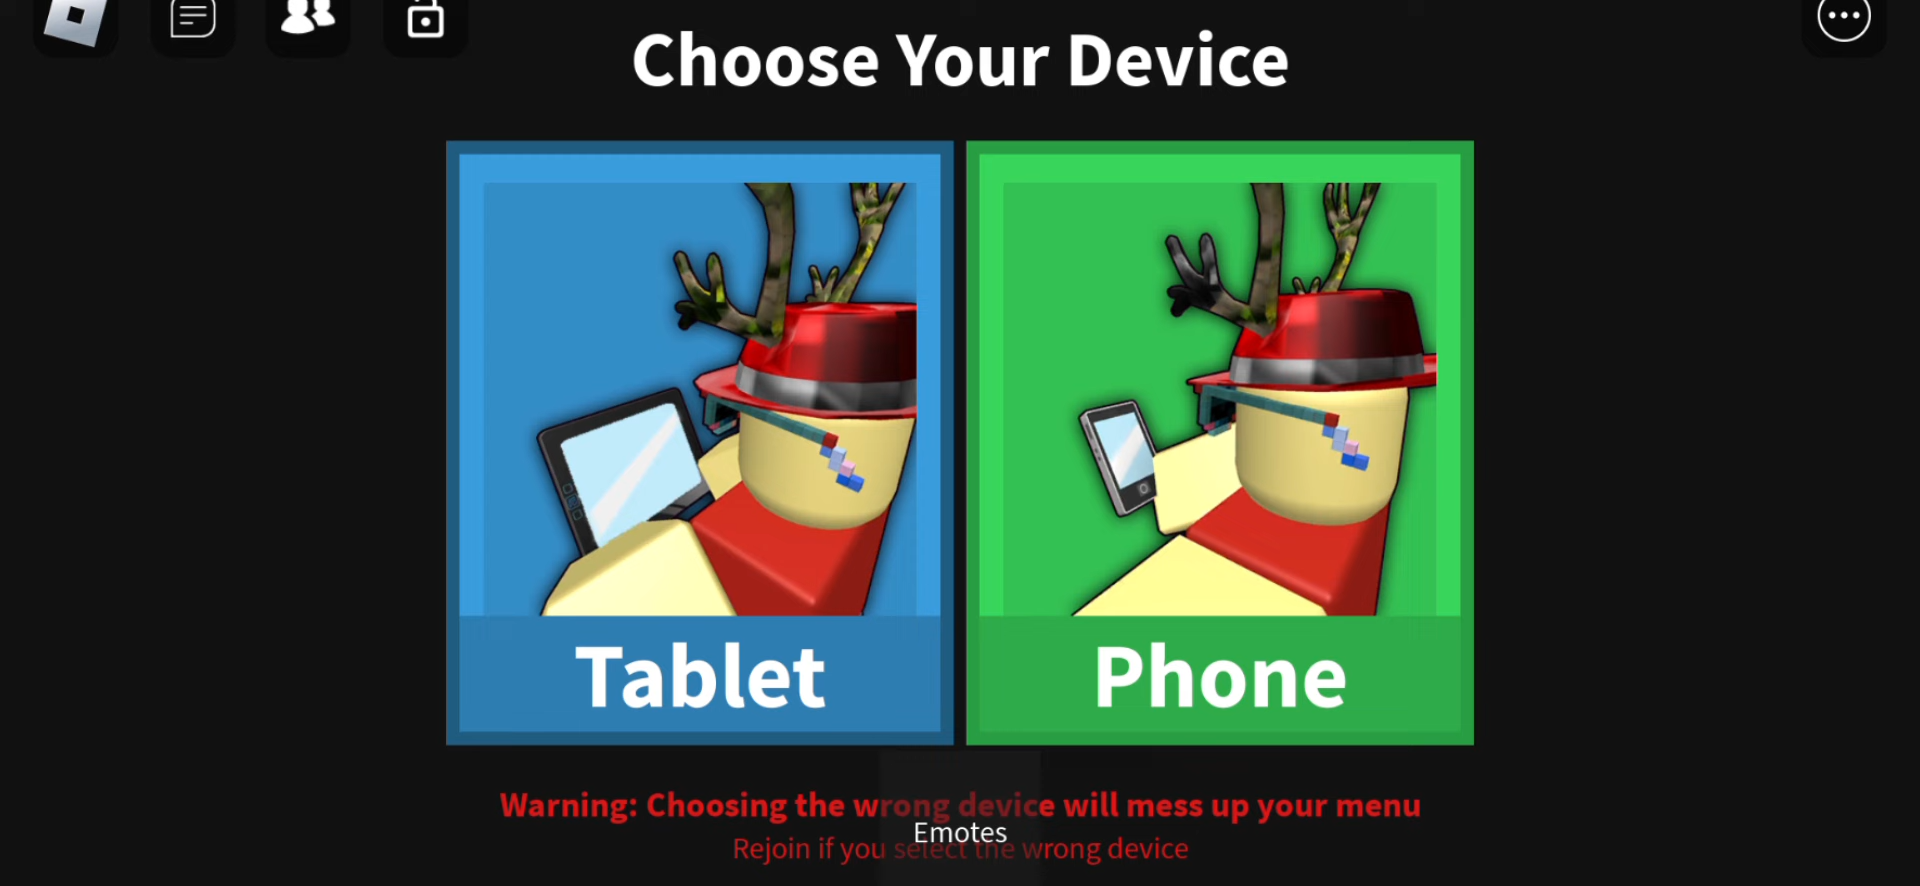 Choose Your Device
Tablet
Phone
Warning: Choosing the wrong device will mess up your menu
Emotes
Rejoin if you select the wrong device